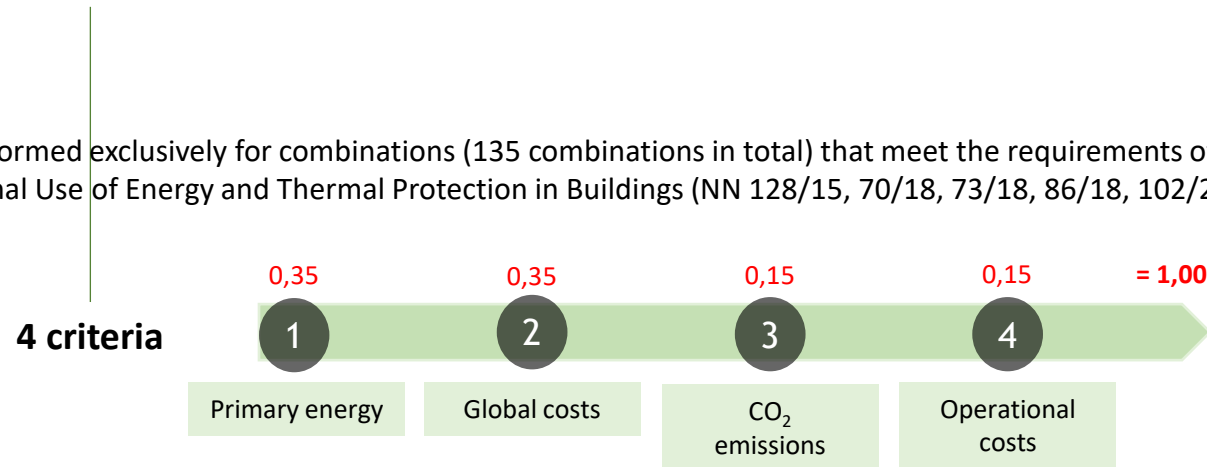 ormed exclusively for combinations (135 combinations in total) that meet the requirements o
nal Use of Energy and Thermal Protection in Buildings (NN 128/15, 70/18, 73/18, 86/18, 102/2
0,35 0,35 0,15 0,15 = 1,00
4 criteria 1 2 3 4
Primary energy Global costs CO₂ Operational
emissions costs